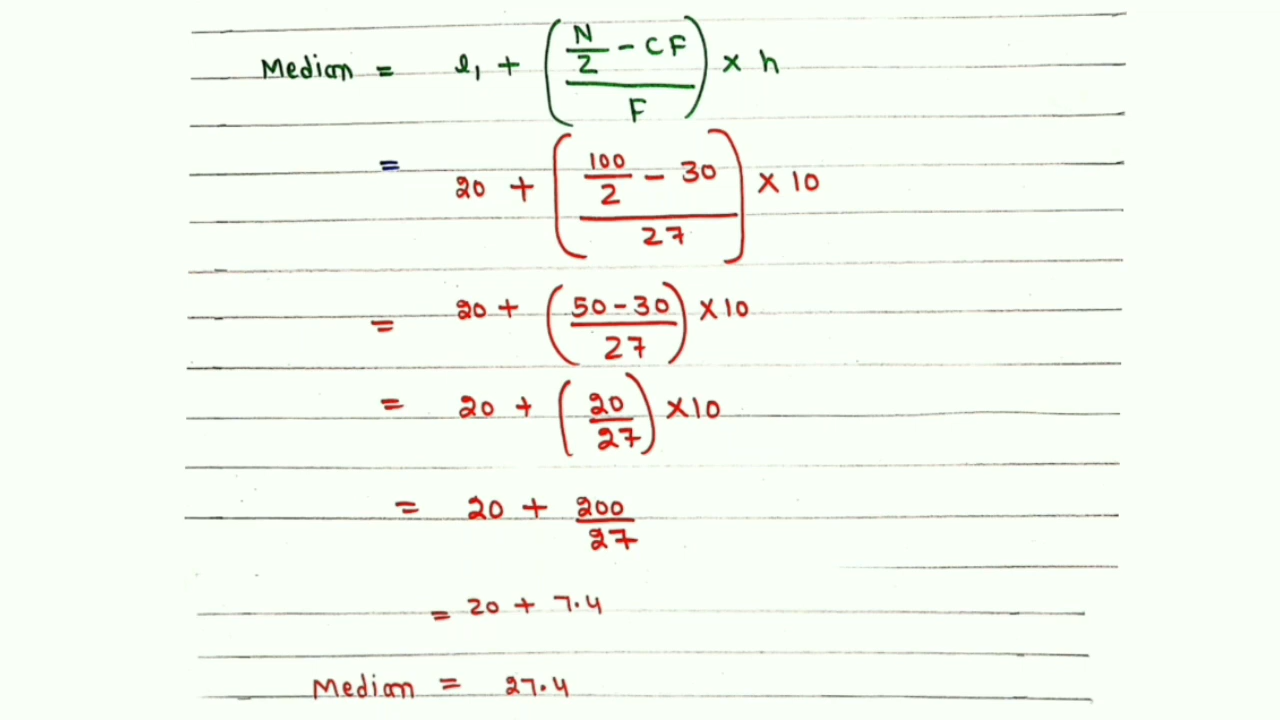 Median = l₁ + (N/2 - CF / F) × h
= 20 + (100/2 - 30 / 27) × 10
= 20 + (50 - 30 / 27) × 10
= 20 + (20/27) × 10
= 20 + 200/27
= 20 + 7.4
Median = 27.4